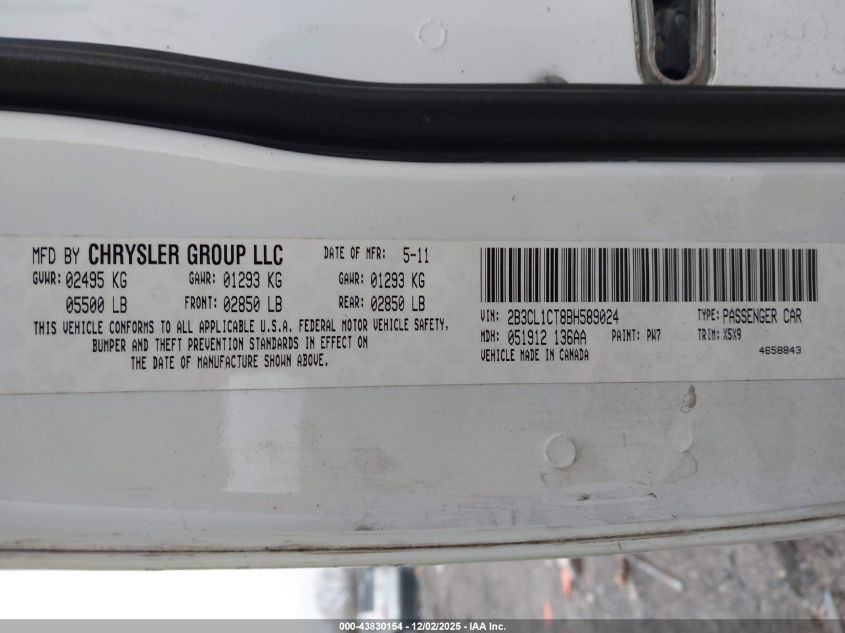 MFD BY CHRYSLER GROUP LLC DATE OF MFR: 5-11
GVWR: 02495 KG GAWR: 01293 KG GAWR: 01293 KG
05500 LB FRONT: 02850 LB REAR: 02850 LB
THIS VEHICLE CONFORMS TO ALL APPLICABLE U.S.A. FEDERAL MOTOR VEHICLE SAFETY,
BUMPER AND THEFT PREVENTION STANDARDS IN EFFECT ON
THE DATE OF MANUFACTURE SHOWN ABOVE.
VIN: 2B3CL1CT8BH589024 TYPE: PASSENGER CAR
MDH: 051912 136AA PAINT: PW7 TRIM: X5X9
VEHICLE MADE IN CANADA 4658843
000-43830154 - 12/02/2025 - IAA Inc.